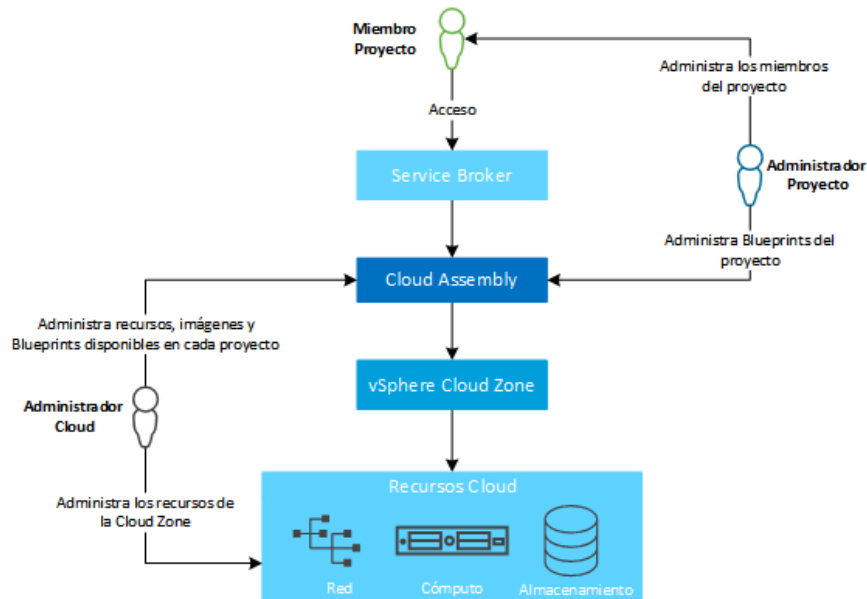 Miembro
Proyecto
Administra los miembros
del proyecto
Acceso
Service Broker
Administrador
Proyecto
Administra Blueprints del
proyecto
Cloud Assembly
Administra recursos, imágenes y
Blueprints disponibles en cada proyecto
vSphere Cloud Zone
Administrador
Cloud
Recursos Cloud
Administra los recursos de
la Cloud Zone
Red
Cómputo
Almacenamiento